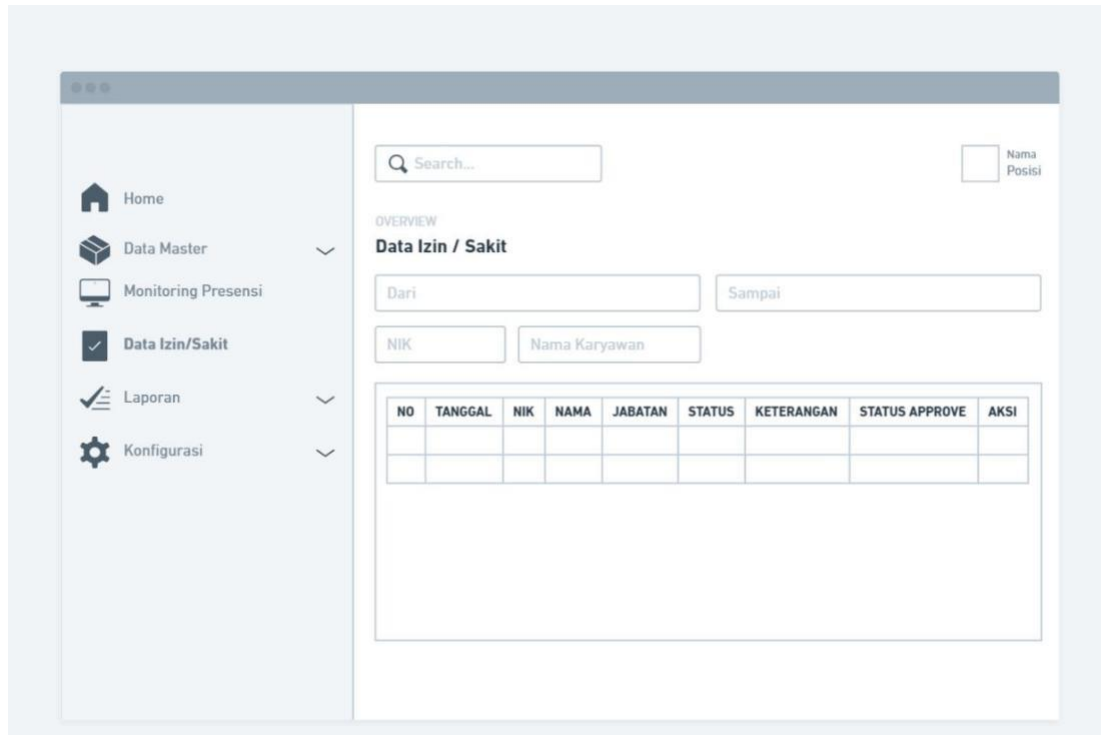 Home
Data Master
Monitoring Presensi
Data Izin/Sakit
Laporan
Konfigurasi
Search...
Nama
Posisi
OVERVIEW
Data Izin / Sakit
Dari
Sampai
NIK
Nama Karyawan
NO TANGGAL NIK NAMA JABATAN STATUS KETERANGAN STATUS APPROVE AKSI